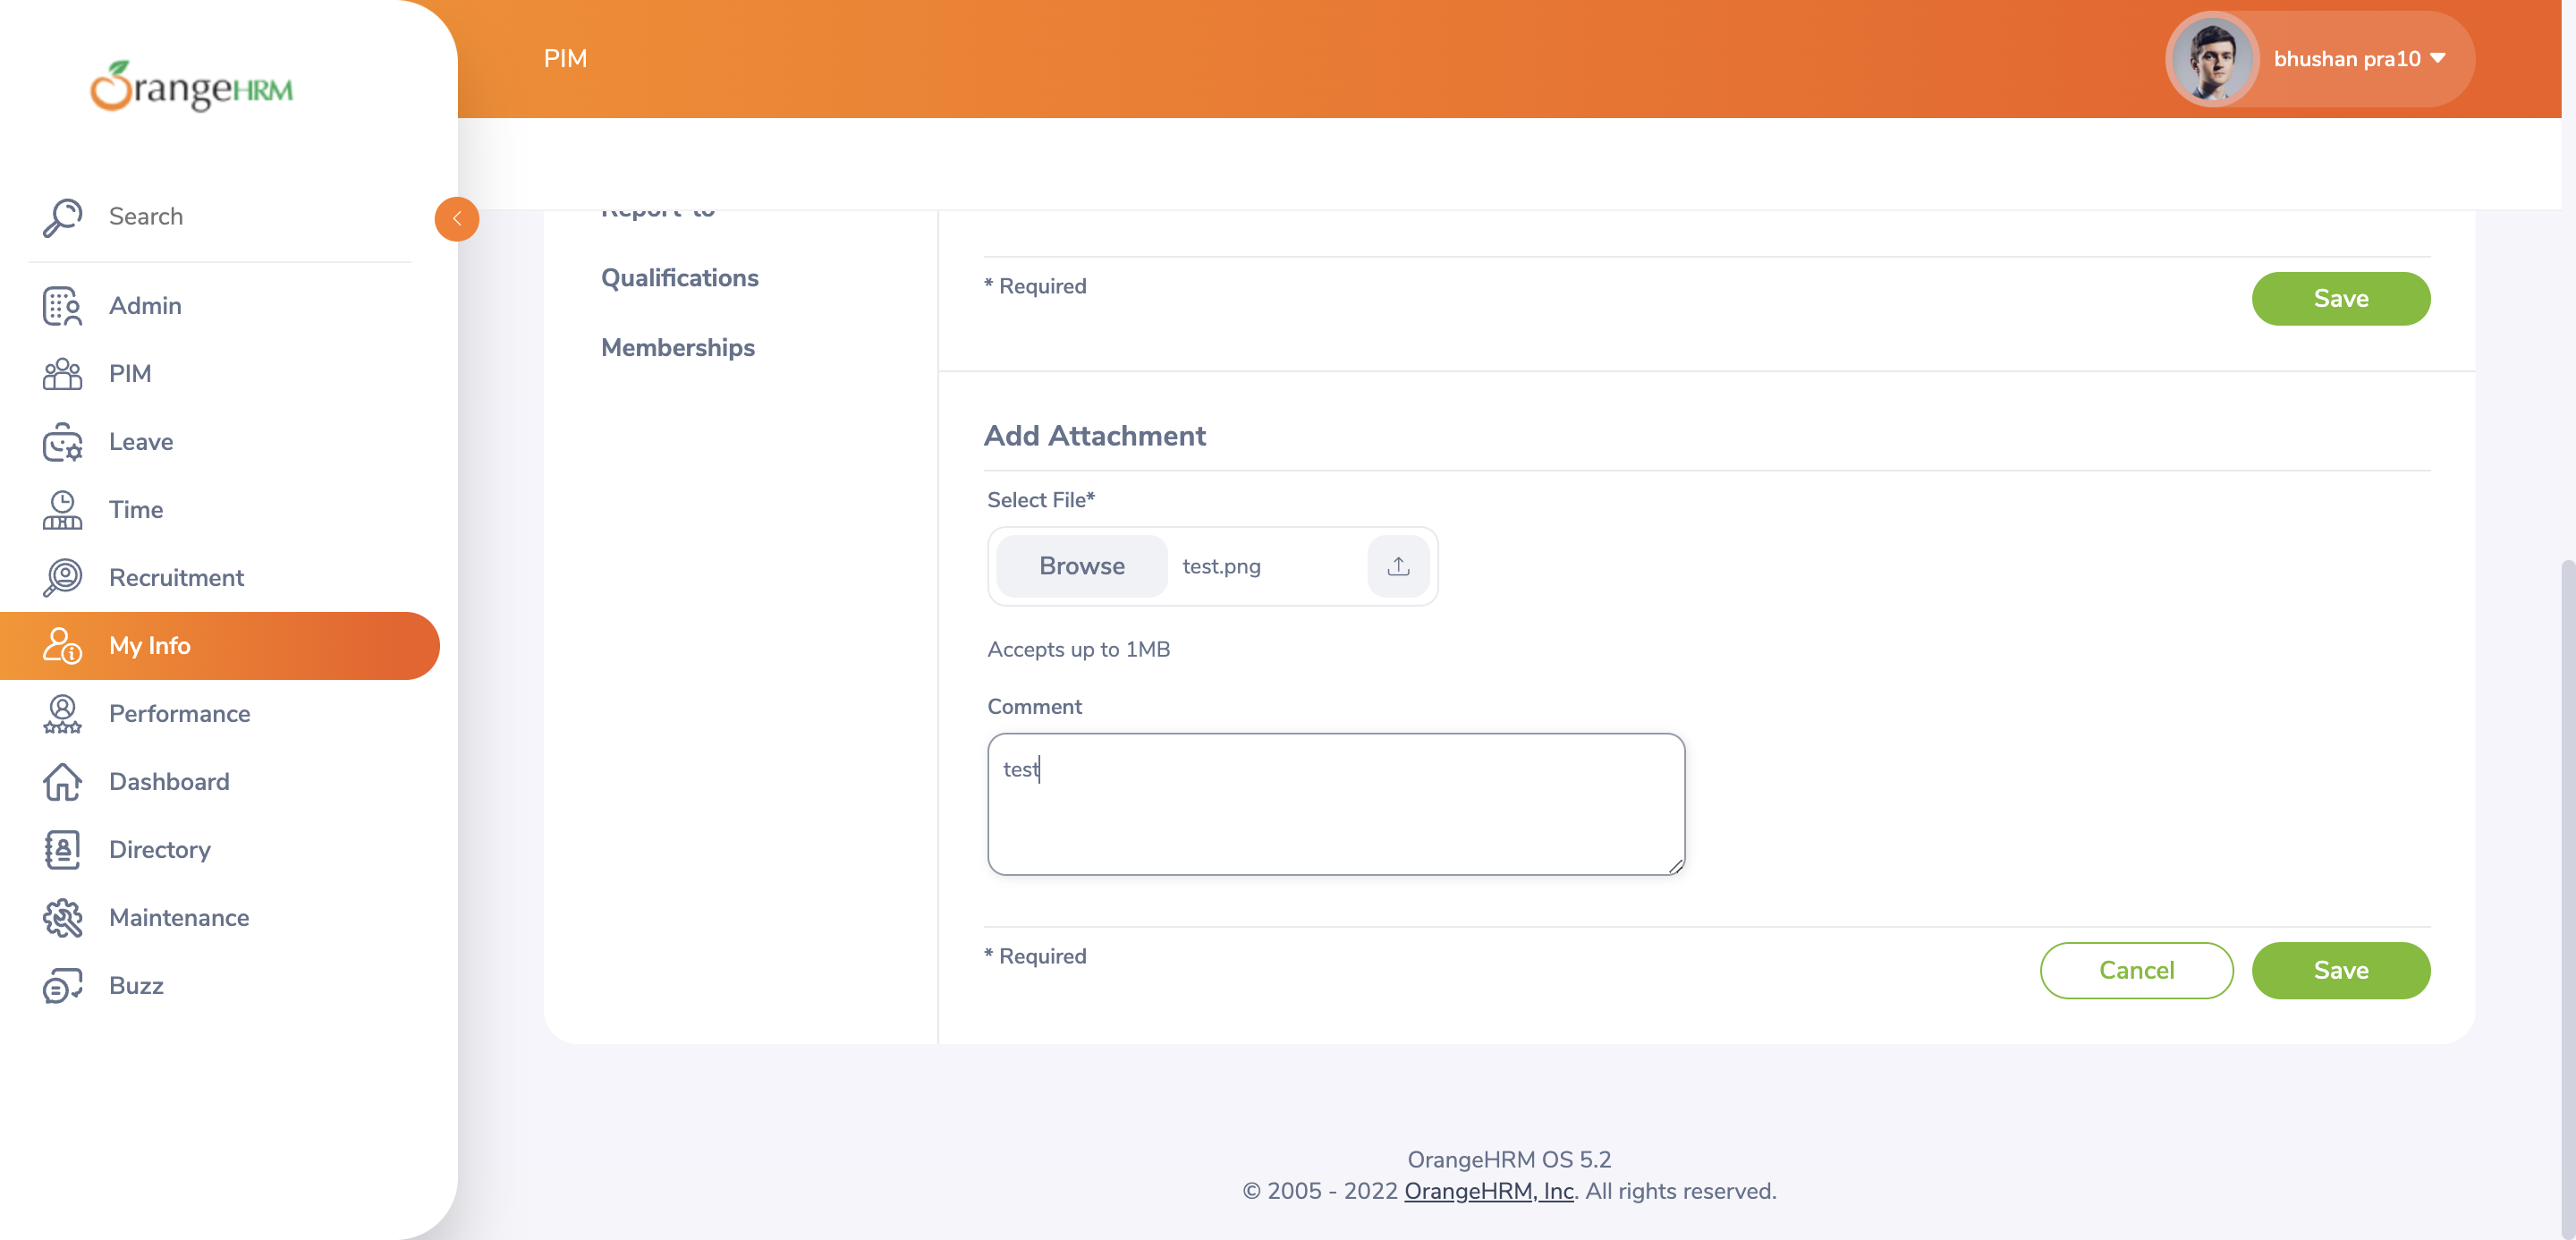 OrangeHRM
PIM
bhushan pra10
Search
Admin
PIM
Leave
Time
Recruitment
My Info
Performance
Dashboard
Directory
Maintenance
Buzz
Report-to
Qualifications
Memberships
* Required
Save
Add Attachment
Select File*
Browse
test.png
Accepts up to 1MB
Comment
test
* Required
Cancel
Save
OrangeHRM OS 5.2
© 2005 - 2022 OrangeHRM, Inc. All rights reserved.